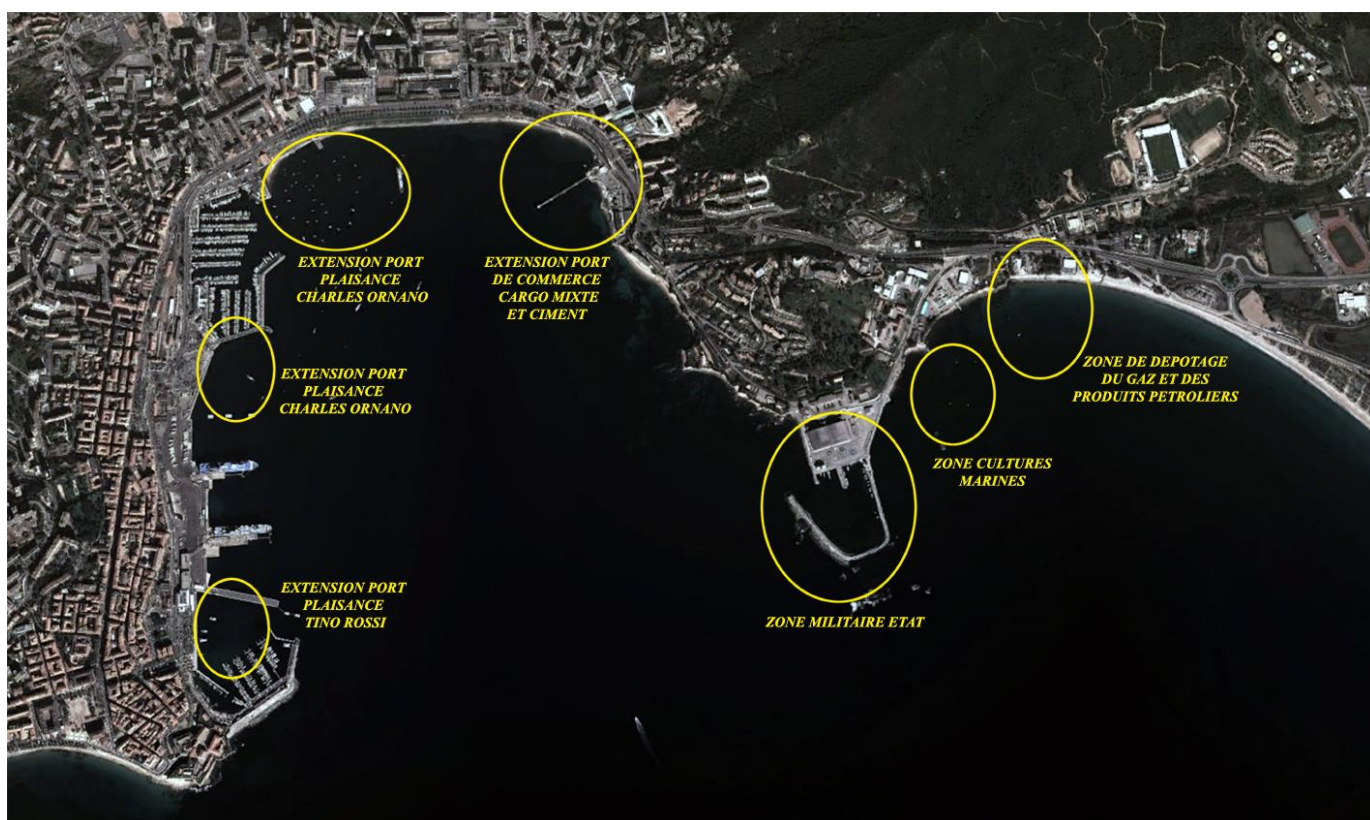 EXTENSION PORT
PLAISANCE
CHARLES ORNANO
EXTENSION PORT
DE COMMERCE
CARGO MIXTE
ET CIMENT
EXTENSION PORT
PLAISANCE
CHARLES ORNANO
ZONE DE DEPOTAGE
DU GAZ ET DES
PRODUITS PETROLIERS
ZONE CULTURES
MARINES
EXTENSION PORT
PLAISANCE
TINO ROSSI
ZONE MILITAIRE ETAT